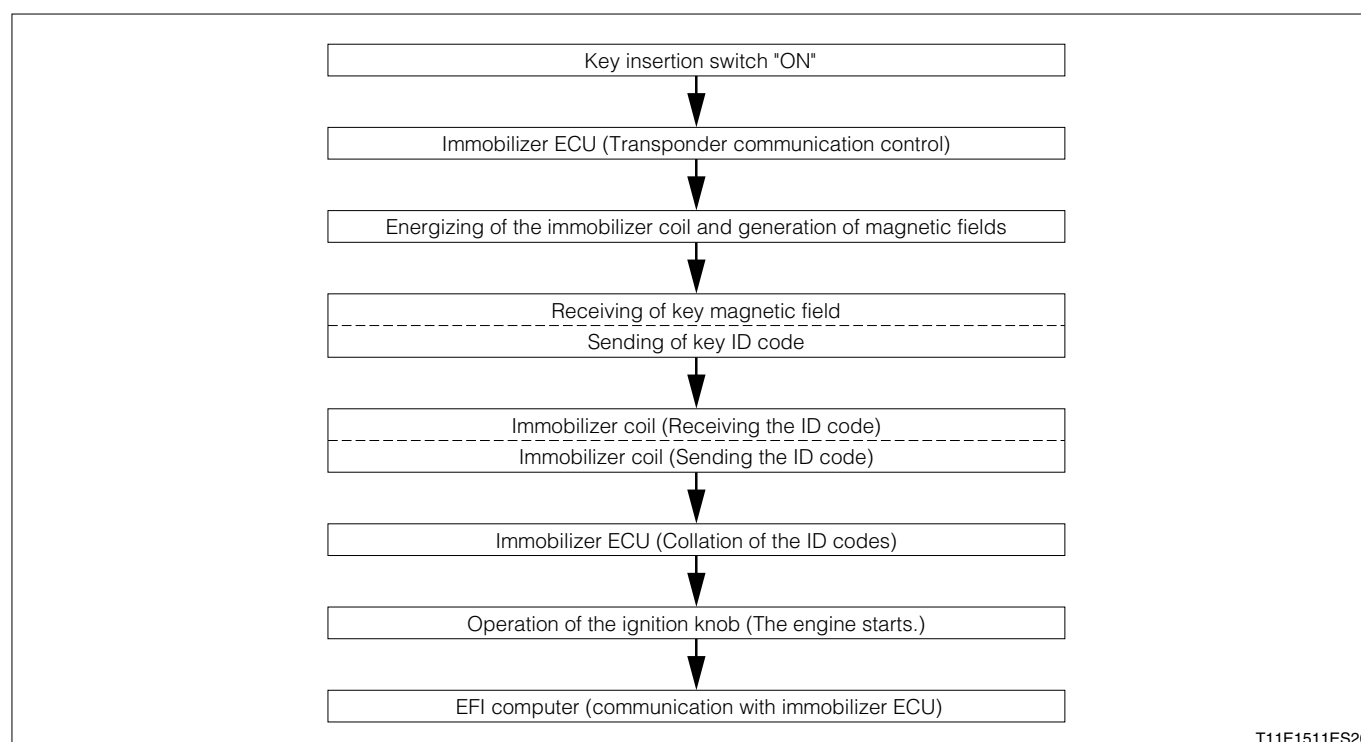 Key insertion switch "ON"
Immobilizer ECU (Transponder communication control)
Energizing of the immobilizer coil and generation of magnetic fields
Receiving of key magnetic field
Sending of key ID code
Immobilizer coil (Receiving the ID code)
Immobilizer coil (Sending the ID code)
Immobilizer ECU (Collation of the ID codes)
Operation of the ignition knob (The engine starts.)
EFI computer (communication with immobilizer ECU)